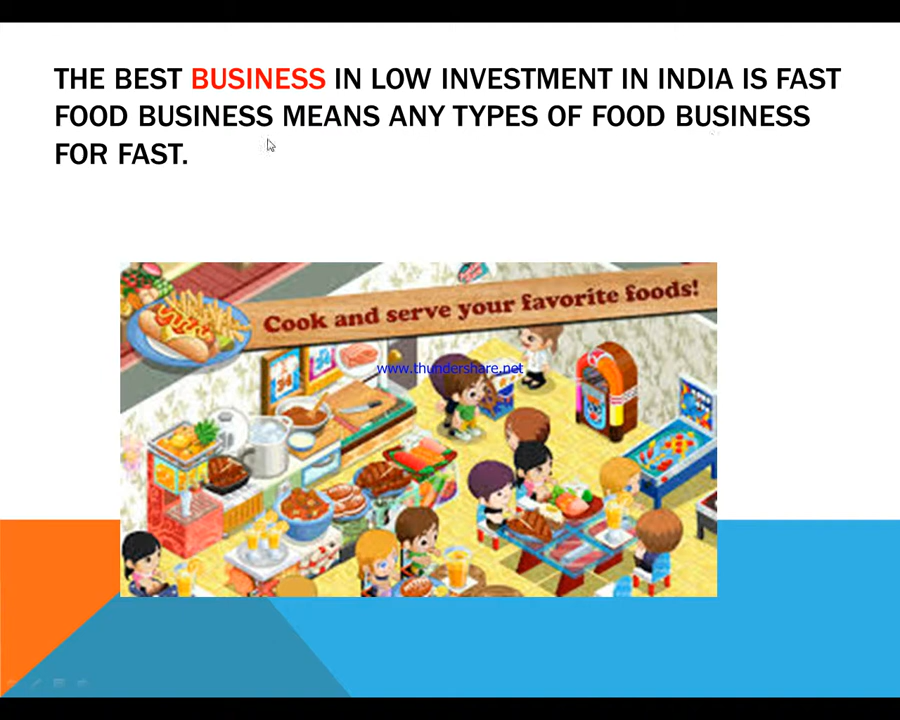 THE BEST BUSINESS IN LOW INVESTMENT IN INDIA IS FAST
FOOD BUSINESS MEANS ANY TYPES OF FOOD BUSINESS
FOR FAST.
Cook and serve your favorite foods!
www.thundershare.net